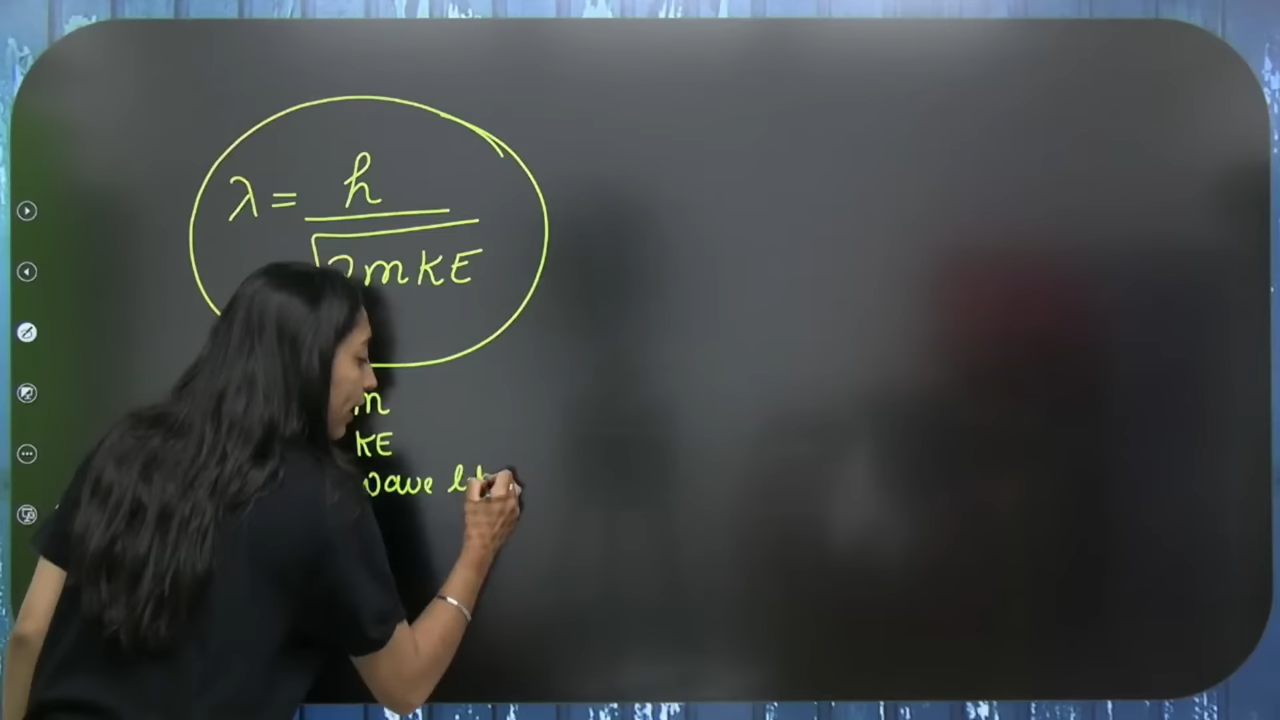 λ = h
√2mKE
m
KE
wave